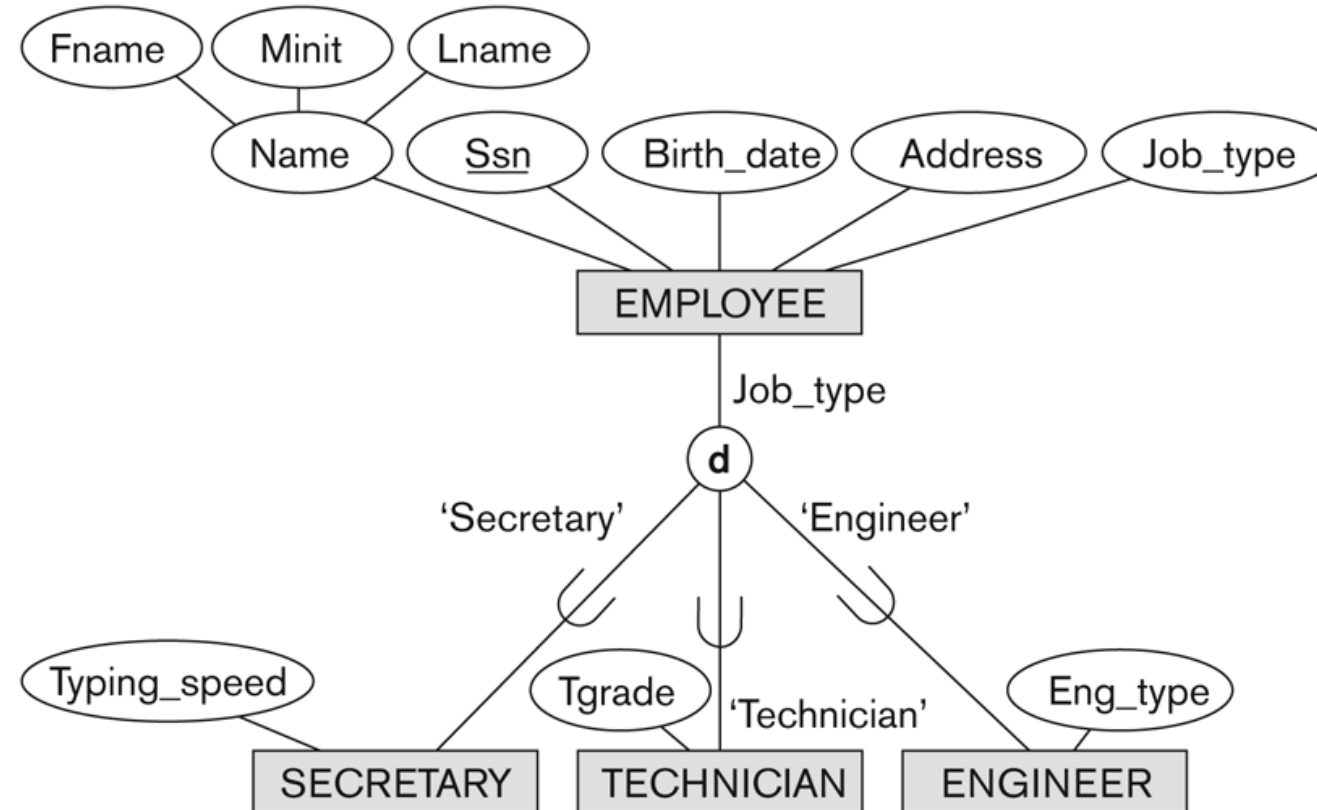 Fname Minit Lname
Name Ssn Birth_date Address Job_type
EMPLOYEE
Job_type
d
‘Secretary’ ‘Engineer’
Typing_speed Tgrade Eng_type
‘Technician’
SECRETARY TECHNICIAN ENGINEER